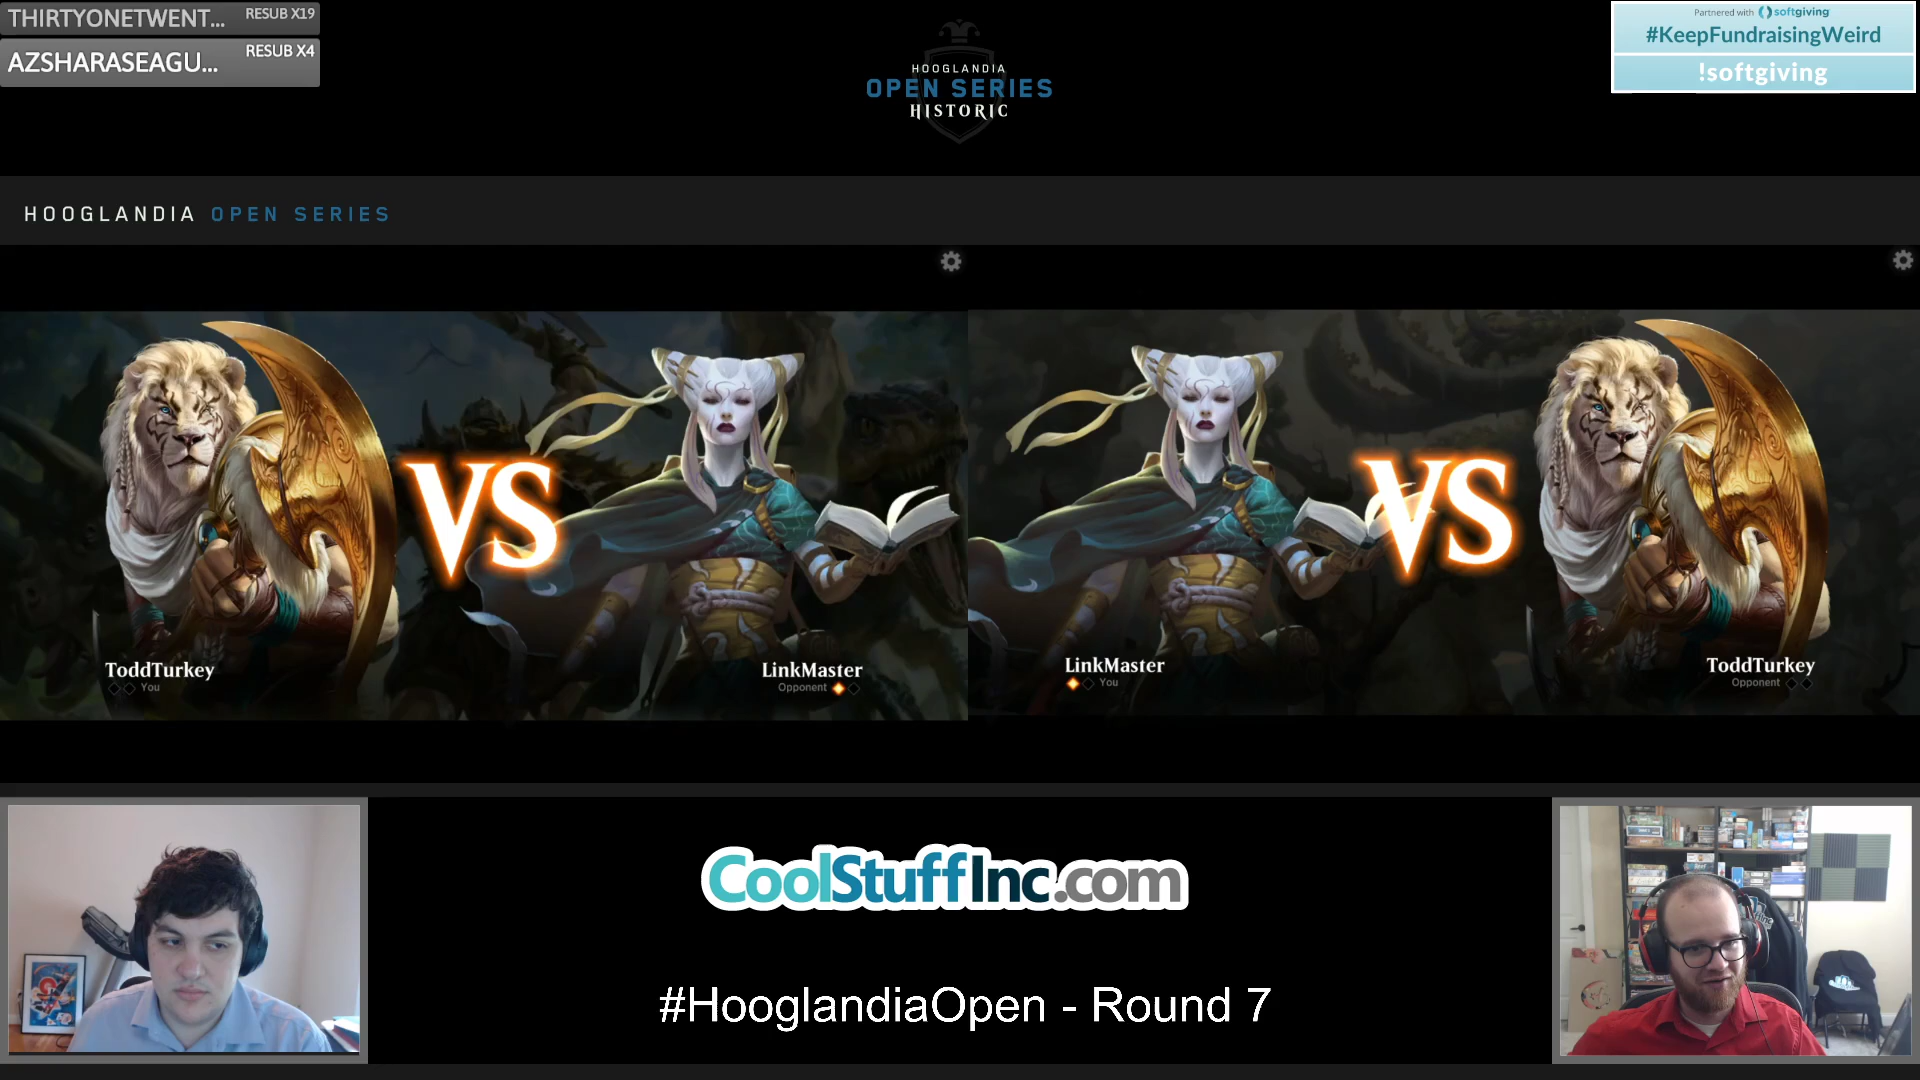 THIRTYONETWENT... RESUB X19
AZSHARASEAGU... RESUB X4
HOOGLANDIA
OPEN SERIES
HISTORIC
Partnered with softgiving
#KeepFundraisingWeird
!softgiving
HOOGLANDIA OPEN SERIES
VS
VS
ToddTurkey
You
LinkMaster
Opponent
LinkMaster
You
ToddTurkey
Opponent
CoolStuffInc.com
#HooglandiaOpen - Round 7